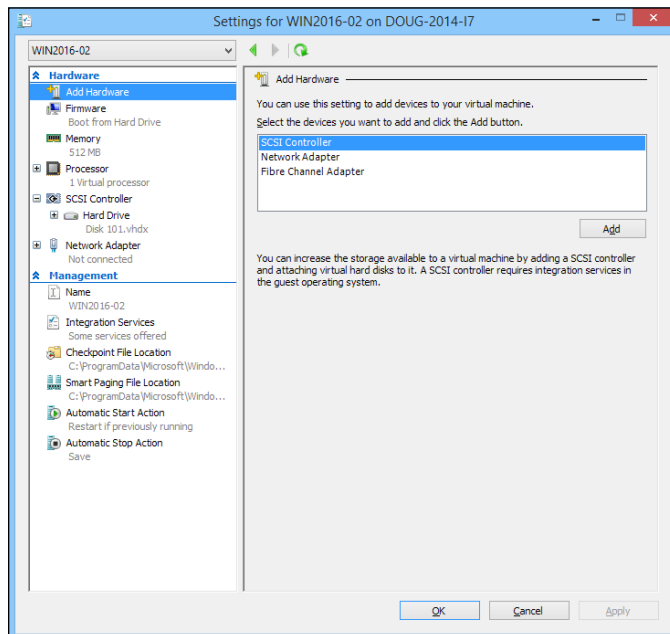 Settings for WIN2016-02 on DOUG-2014-I7
WIN2016-02
Hardware
Add Hardware
Firmware
Boot from Hard Drive
Memory
512 MB
Processor
1 Virtual processor
SCSI Controller
Hard Drive
Disk 101.vhdx
Network Adapter
Not connected
Management
Name
WIN2016-02
Integration Services
Some services offered
Checkpoint File Location
C:\ProgramData\Microsoft\Windo...
Smart Paging File Location
C:\ProgramData\Microsoft\Windo...
Automatic Start Action
Restart if previously running
Automatic Stop Action
Save
Add Hardware
You can use this setting to add devices to your virtual machine.
Select the devices you want to add and click the Add button.
SCSI Controller
Network Adapter
Fibre Channel Adapter
Add
You can increase the storage available to a virtual machine by adding a SCSI controller
and attaching virtual hard disks to it. A SCSI controller requires integration services in
the guest operating system.
OK
Cancel
Apply